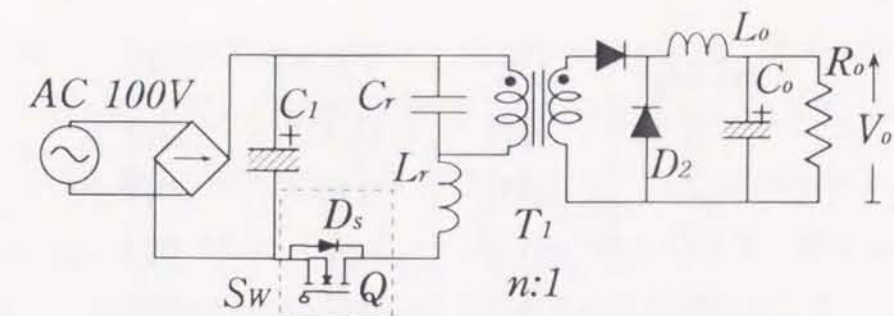 AC 100V
C1
+
Cr
Lr
Ds
Sw
Q
T1
n:1
D2
Lo
Co
+
Ro
Vo